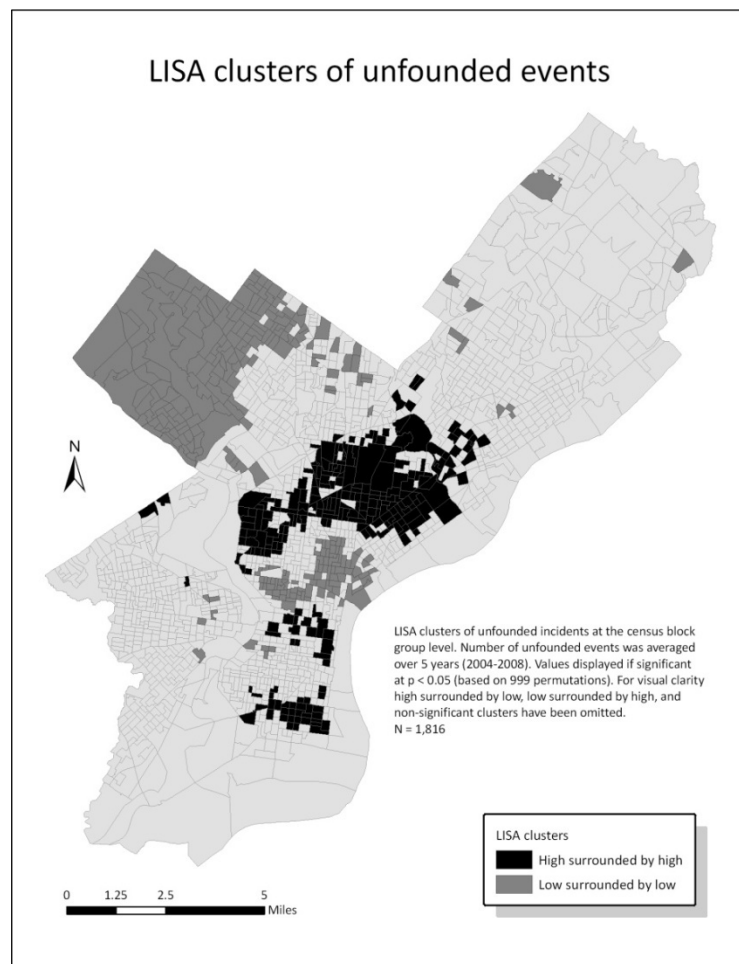 LISA clusters of unfounded events
N
LISA clusters of unfounded incidents at the census block
group level. Number of unfounded events was averaged
over 5 years (2004-2008). Values displayed if significant
at p < 0.05 (based on 999 permutations). For visual clarity
high surrounded by low, low surrounded by high, and
non-significant clusters have been omitted.
N = 1,816
LISA clusters
High surrounded by high
Low surrounded by low
0 1.25 2.5 5
Miles